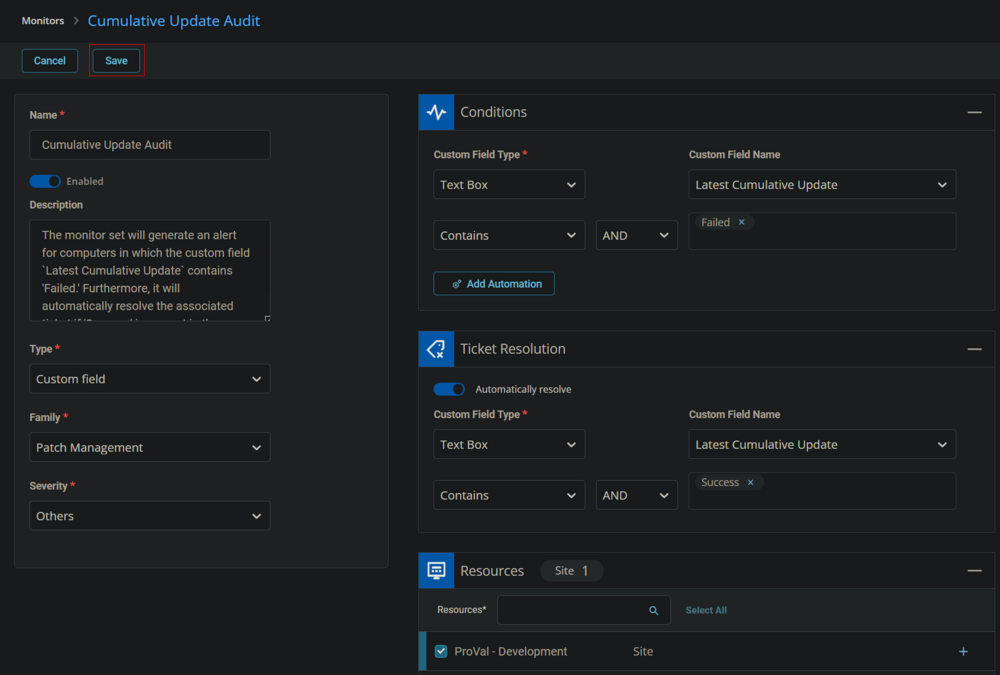 Monitors > Cumulative Update Audit
Cancel Save
Name *
Cumulative Update Audit
Enabled
Description
The monitor set will generate an alert
for computers in which the custom field
`Latest Cumulative Update` contains
'Failed.' Furthermore, it will
automatically resolve the associated
Type *
Custom field
Family *
Patch Management
Severity *
Others
Conditions
Custom Field Type * Custom Field Name
Text Box Latest Cumulative Update
Contains AND Failed ×
Add Automation
Ticket Resolution
Automatically resolve
Custom Field Type * Custom Field Name
Text Box Latest Cumulative Update
Contains AND Success ×
Resources Site 1
Resources* Select All
ProVal - Development Site +